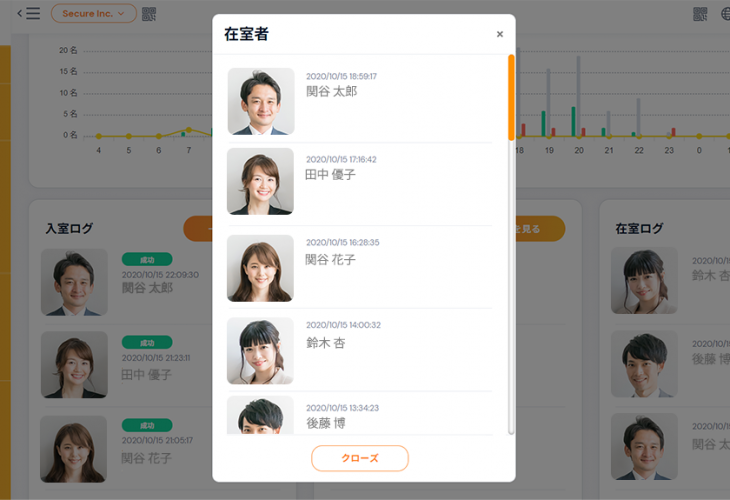 Secure Inc.
20 名
15 名
10 名
5 名
0 名
4 5 6 7
18 19 20 21 22 23 0
在室者
×
2020/10/15 18:59:17
関谷 太郎
2020/10/15 17:16:42
田中 優子
2020/10/15 16:28:35
関谷 花子
2020/10/15 14:00:32
鈴木 杏
2020/10/15 13:34:23
後藤 博
クローズ
入室ログ
成功
2020/10/15 22:09:30
関谷 太郎
成功
2020/10/15 21:23:11
田中 優子
成功
2020/10/15 21:05:17
関谷 花子
を見る
在室ログ
2020/10/1
鈴木 杏
2020/10/1
後藤 博
2020/10/1
関谷 太